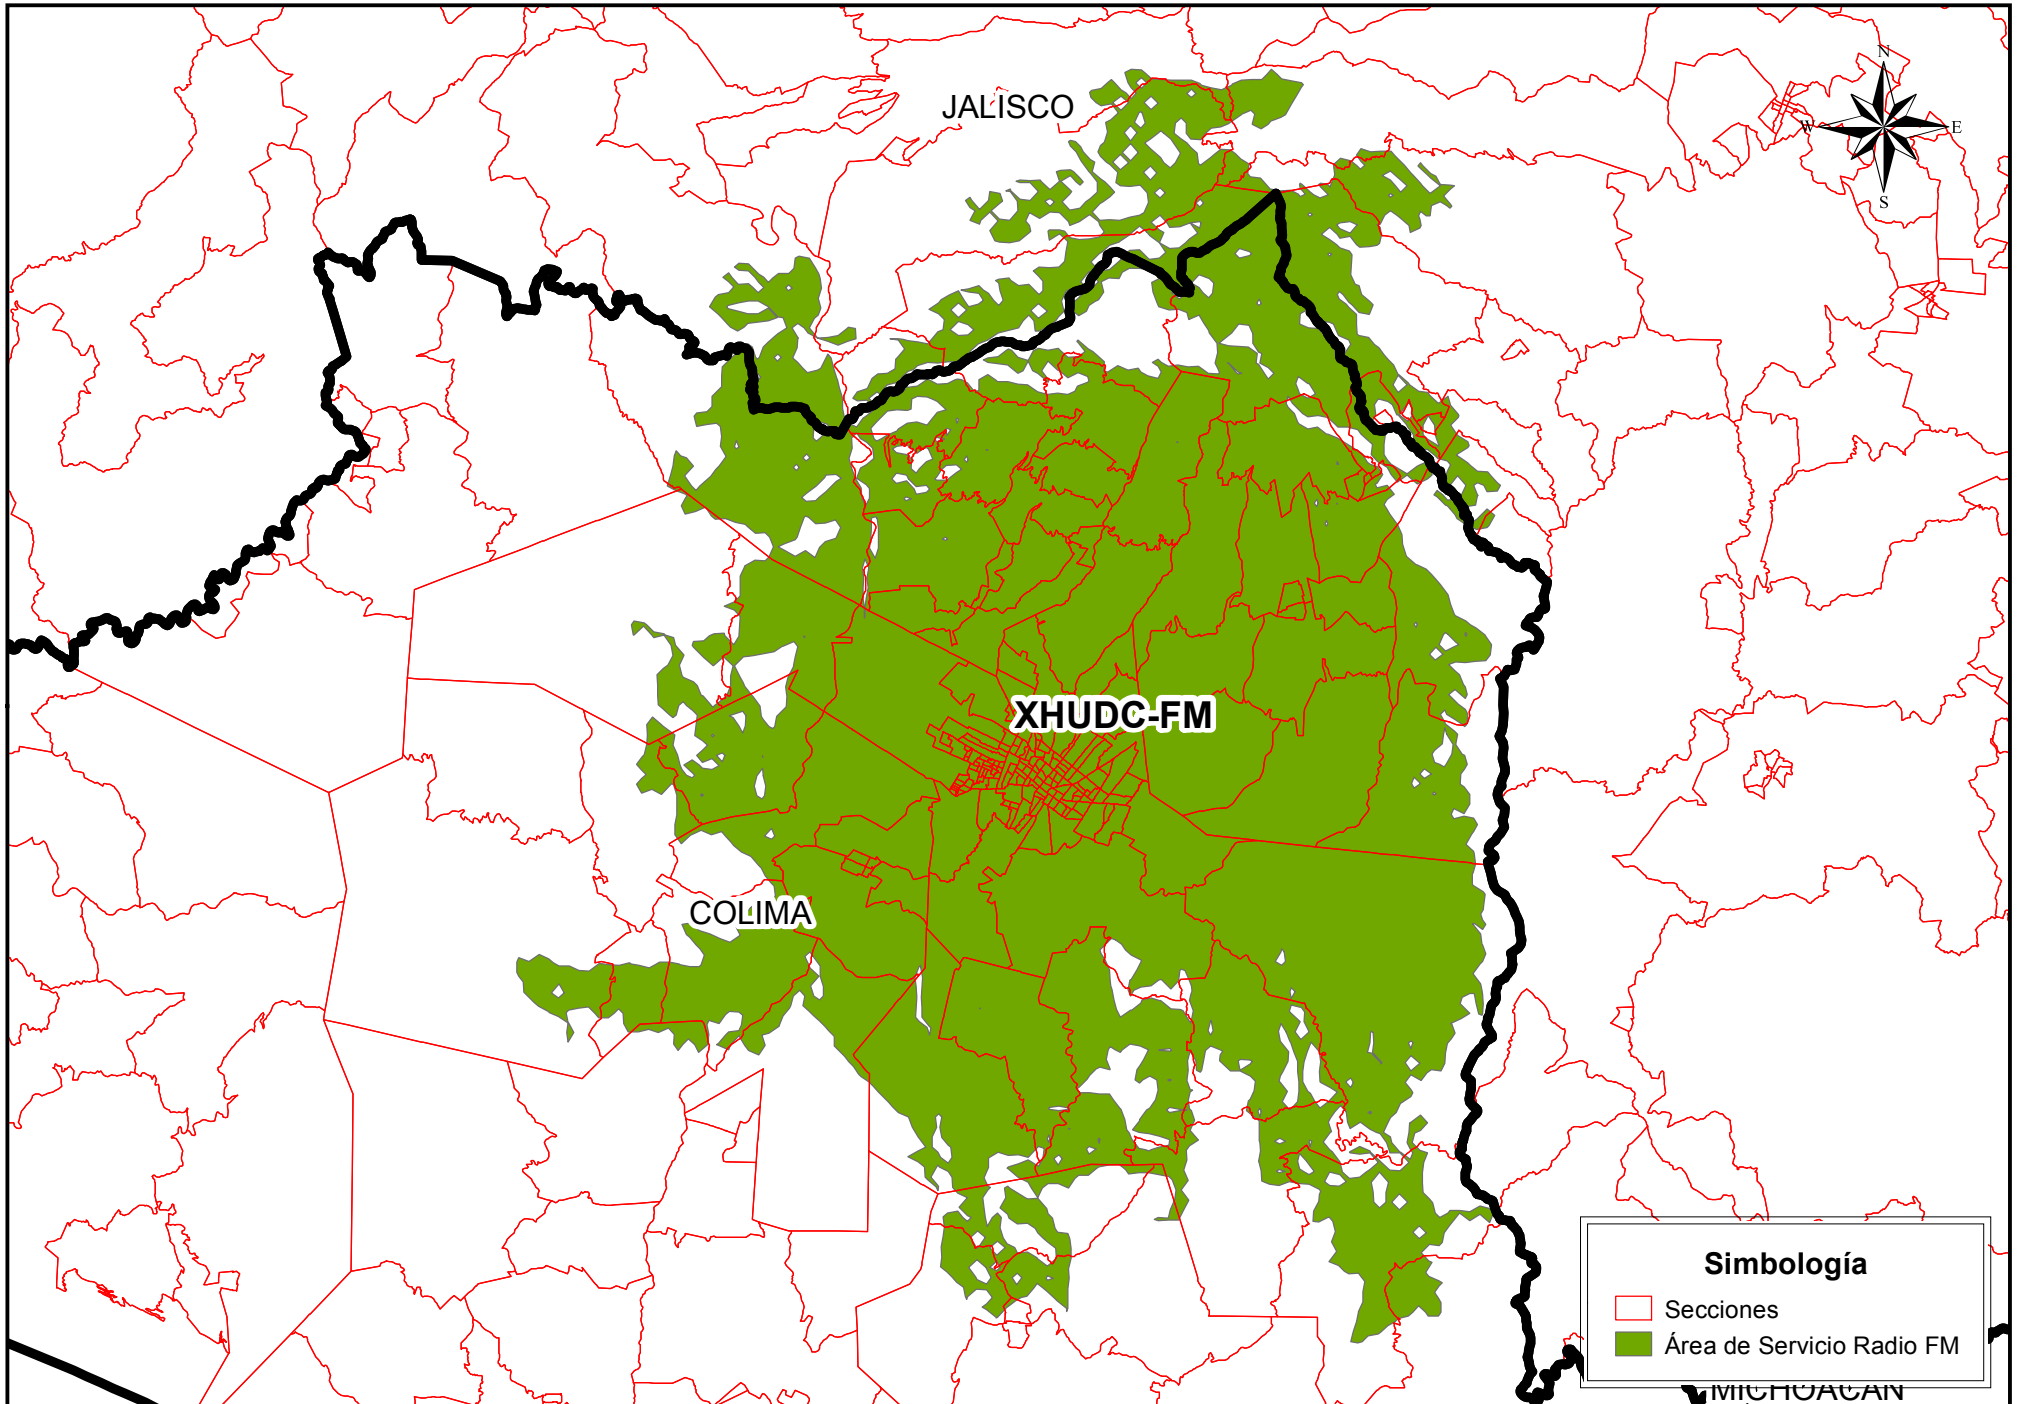 JALISCO
N
W
E
S
XHUDC-FM
COLIMA
Simbología
Secciones
Área de Servicio Radio FM
MICHOACAN